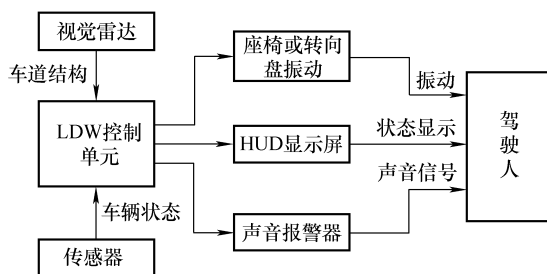 视觉雷达
车道结构
LDW控制
单元
车辆状态
传感器
座椅或转向
盘振动
HUD显示屏
声音报警器
振动
状态显示
声音信号
驾
驶
人